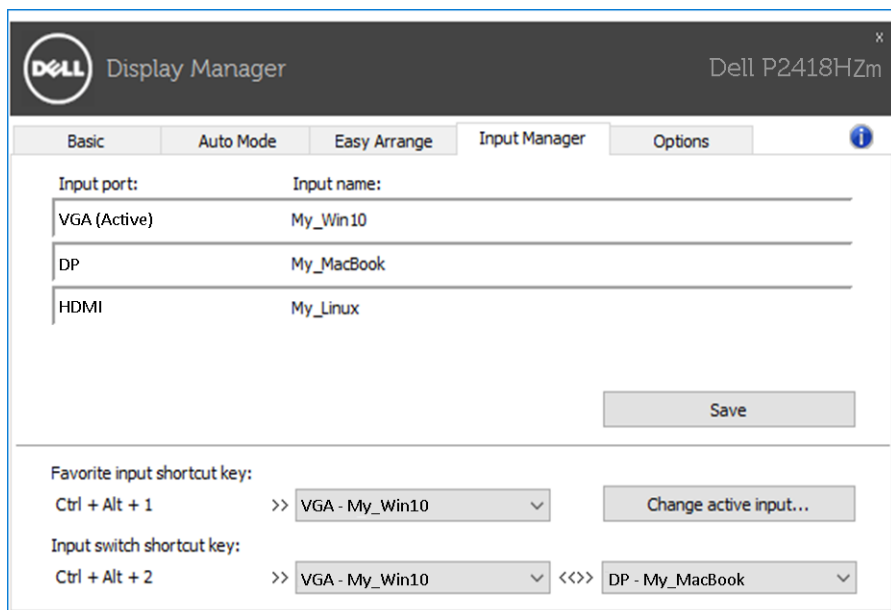 x
DELL Display Manager Dell P2418HZm
Basic Auto Mode Easy Arrange Input Manager Options i
Input port: Input name:
VGA (Active) My_Win10
DP My_MacBook
HDMI My_Linux
Save
Favorite input shortcut key:
Ctrl + Alt + 1 >> VGA - My_Win10 Change active input...
Input switch shortcut key:
Ctrl + Alt + 2 >> VGA - My_Win10 <<>> DP - My_MacBook